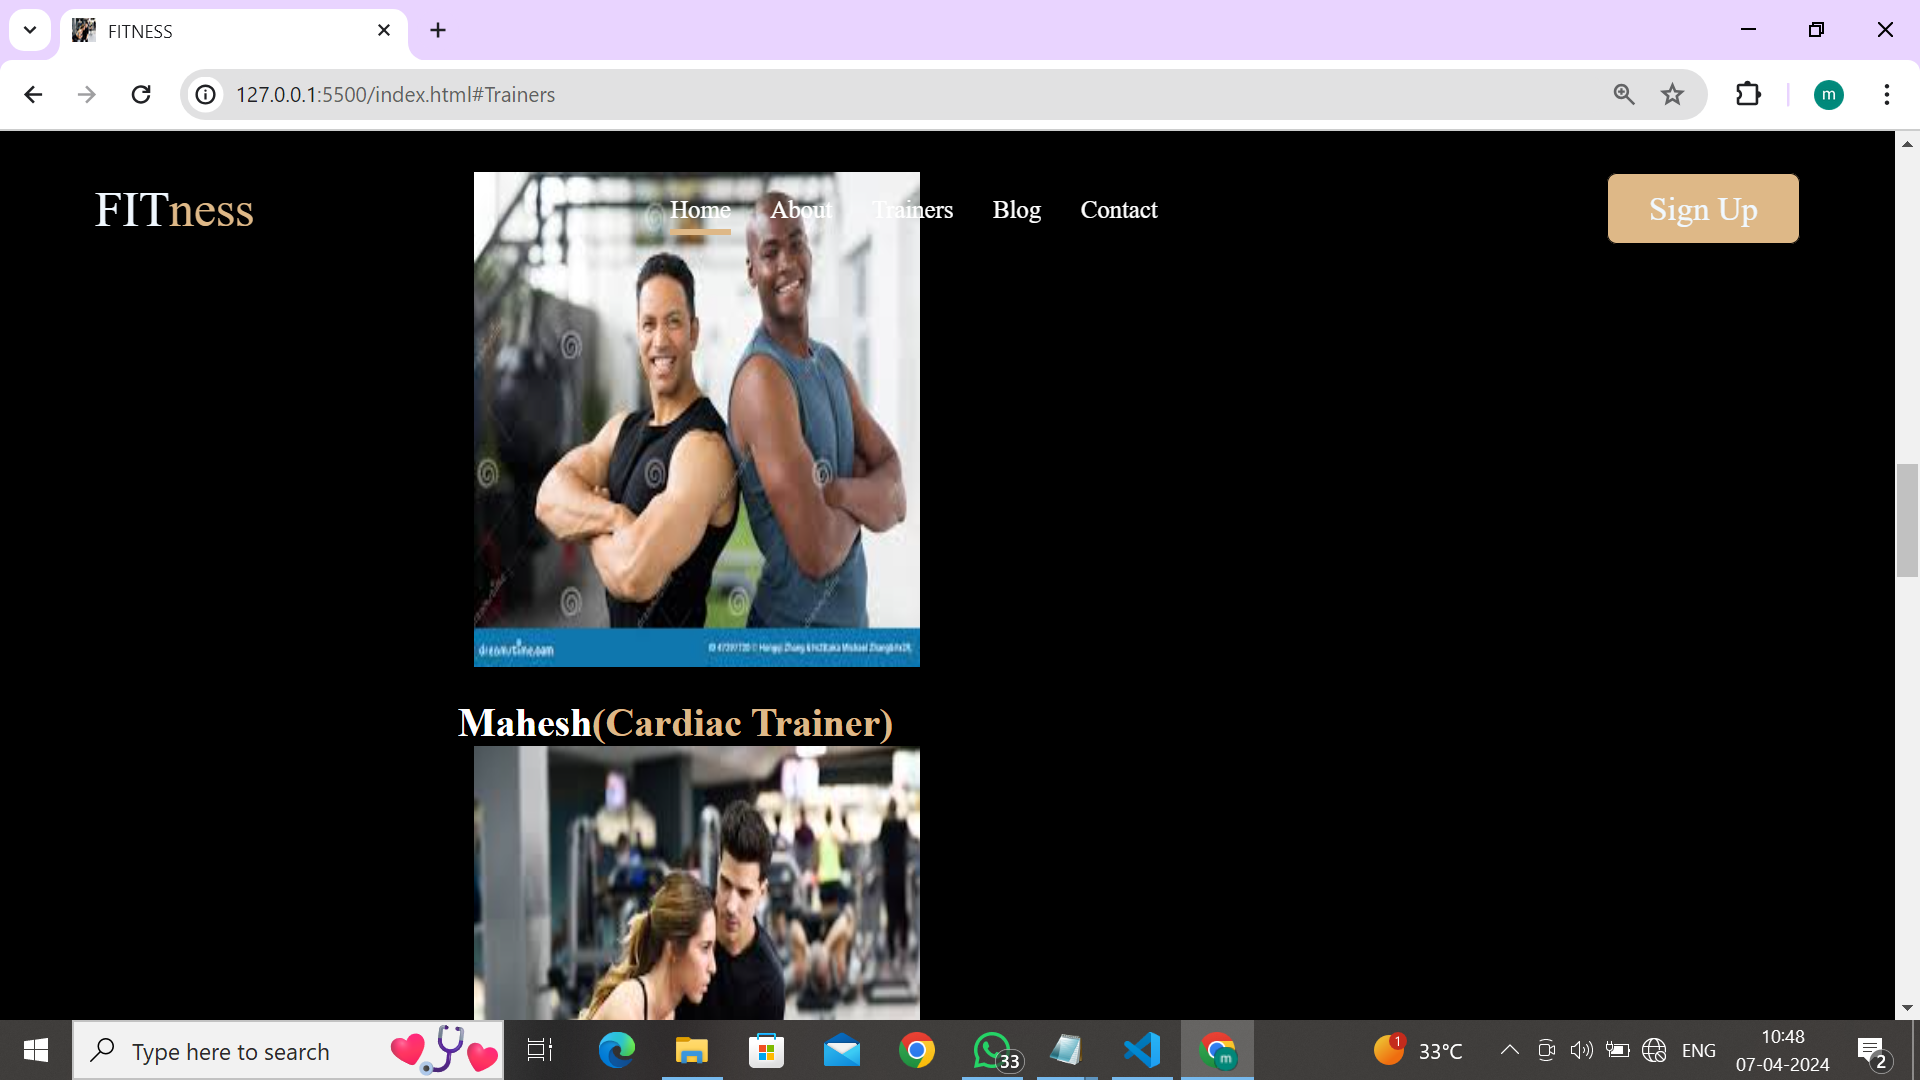 FITNESS
127.0.0.1:5500/index.html#Trainers
m
FITness
Home About Trainers Blog Contact
Sign Up
dreamstime.com
Mahesh(Cardiac Trainer)
Type here to search
33
m
1
33°C
ENG
10:48
07-04-2024
2